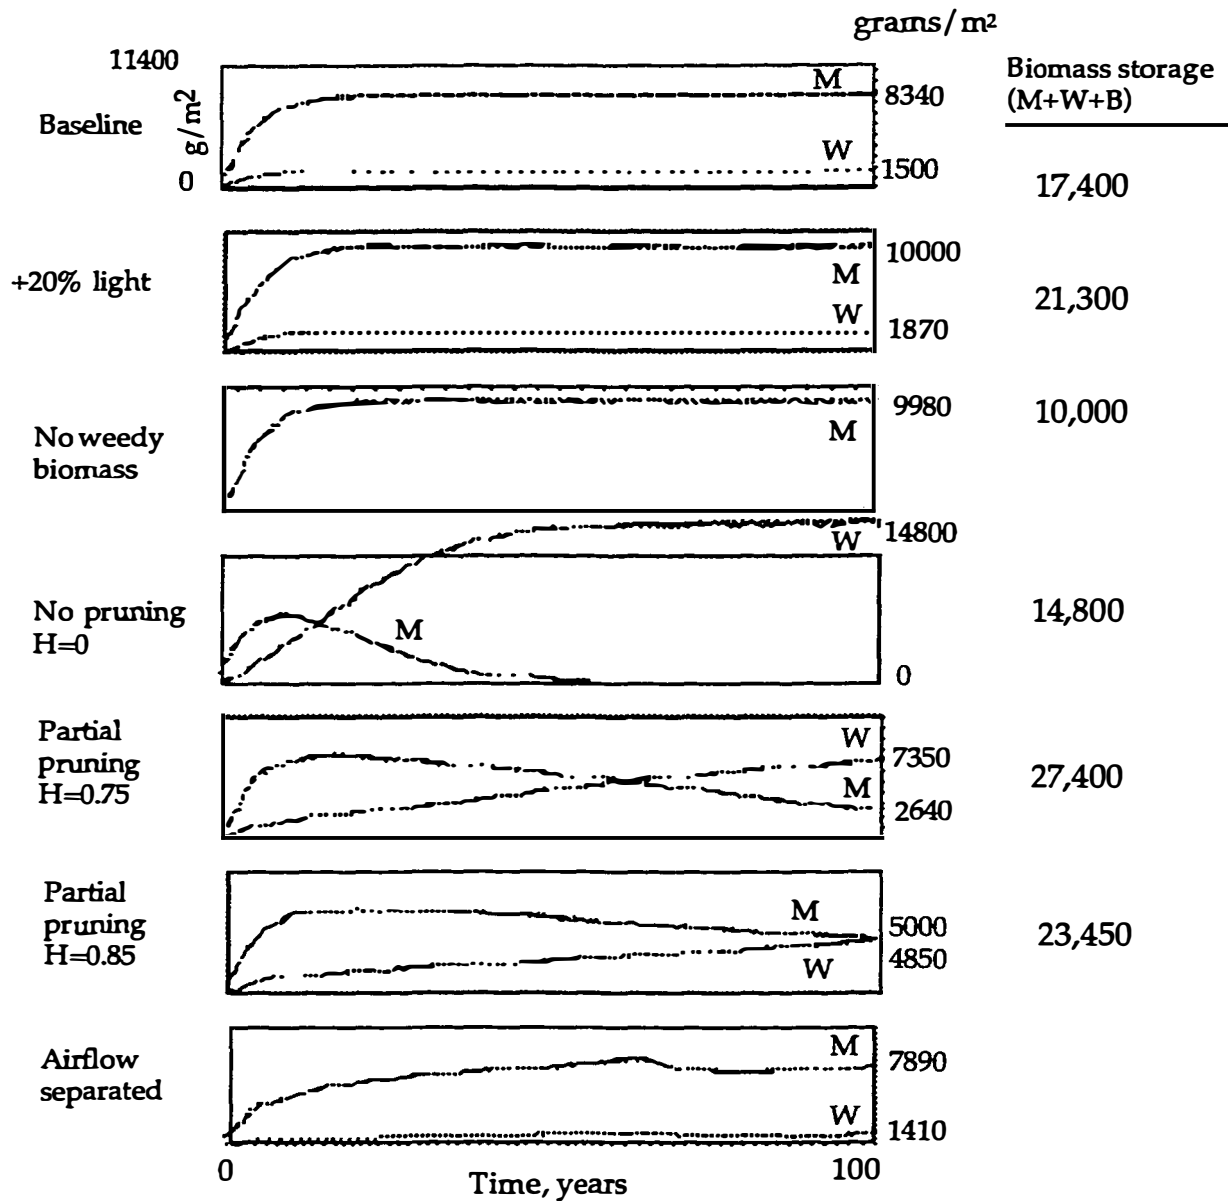 grams/m²
Biomass storage
(M+W+B)
11400
g/m2
0
Baseline
M
8340
W
1500
17,400
+20% light
10000
M
W
1870
21,300
No weedy
biomass
9980
M
10,000
No pruning
H=0
14800
W
M
0
14,800
Partial
pruning
H=0.75
W
7350
M
2640
27,400
Partial
pruning
H=0.85
M
5000
4850
W
23,450
Airflow
separated
M
7890
W
1410
0
Time, years
100